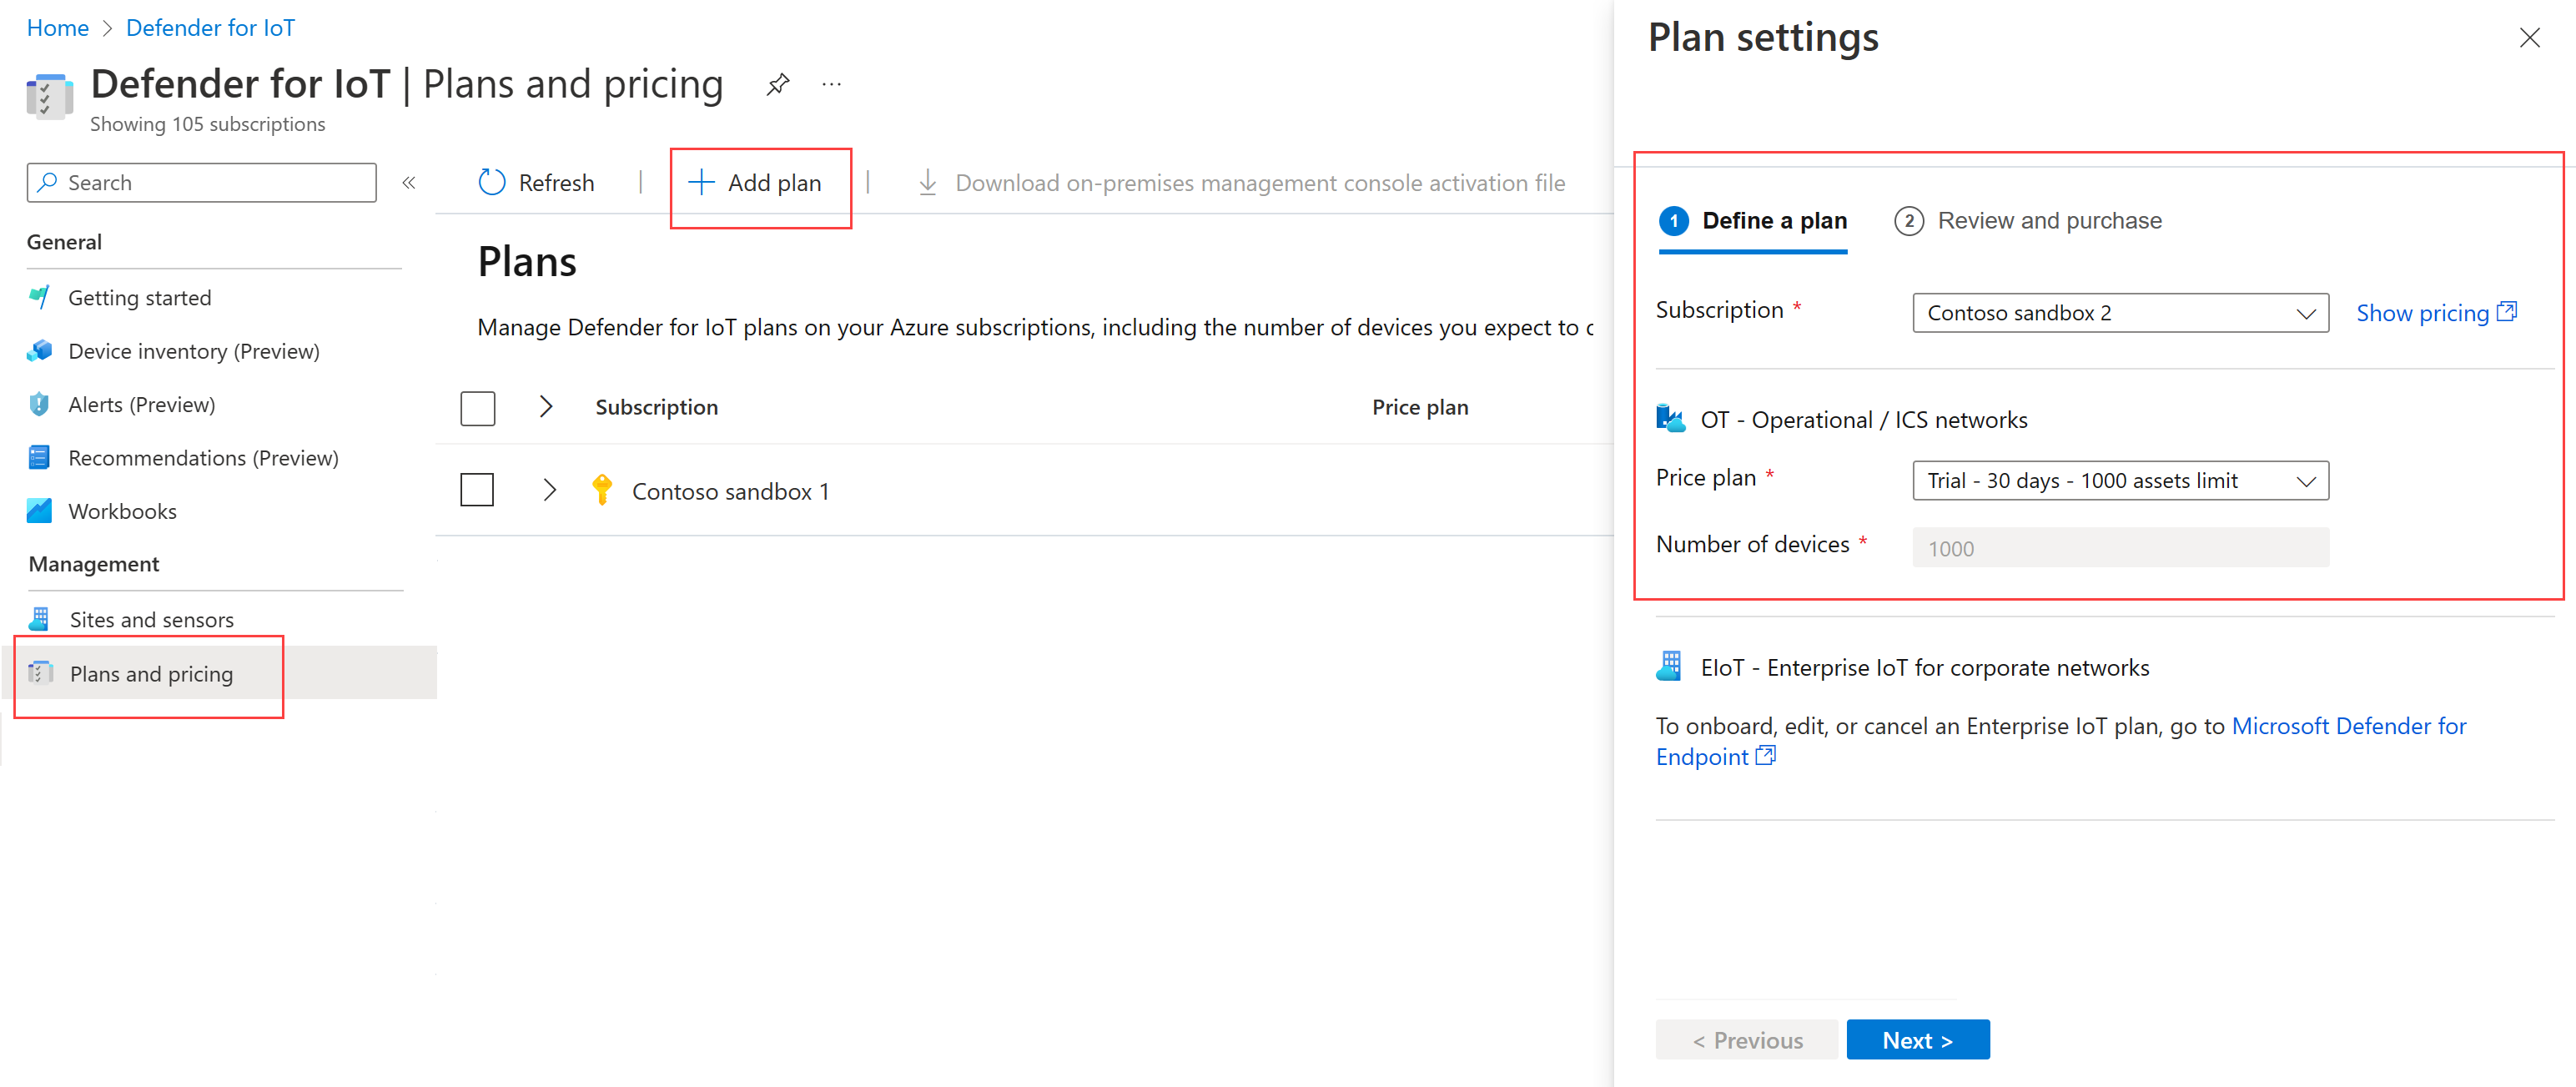 Home > Defender for IoT
Defender for IoT | Plans and pricing ...
Showing 105 subscriptions
Search «
General
Getting started
Device inventory (Preview)
Alerts (Preview)
Recommendations (Preview)
Workbooks
Management
Sites and sensors
Plans and pricing
Refresh | + Add plan | Download on-premises management console activation file
Plans
Manage Defender for IoT plans on your Azure subscriptions, including the number of devices you expect to c
Subscription Price plan
Contoso sandbox 1
Plan settings
1 Define a plan 2 Review and purchase
Subscription * Contoso sandbox 2 Show pricing
OT - Operational / ICS networks
Price plan * Trial - 30 days - 1000 assets limit
Number of devices * 1000
EIoT - Enterprise IoT for corporate networks
To onboard, edit, or cancel an Enterprise IoT plan, go to Microsoft Defender for
Endpoint
< Previous Next >